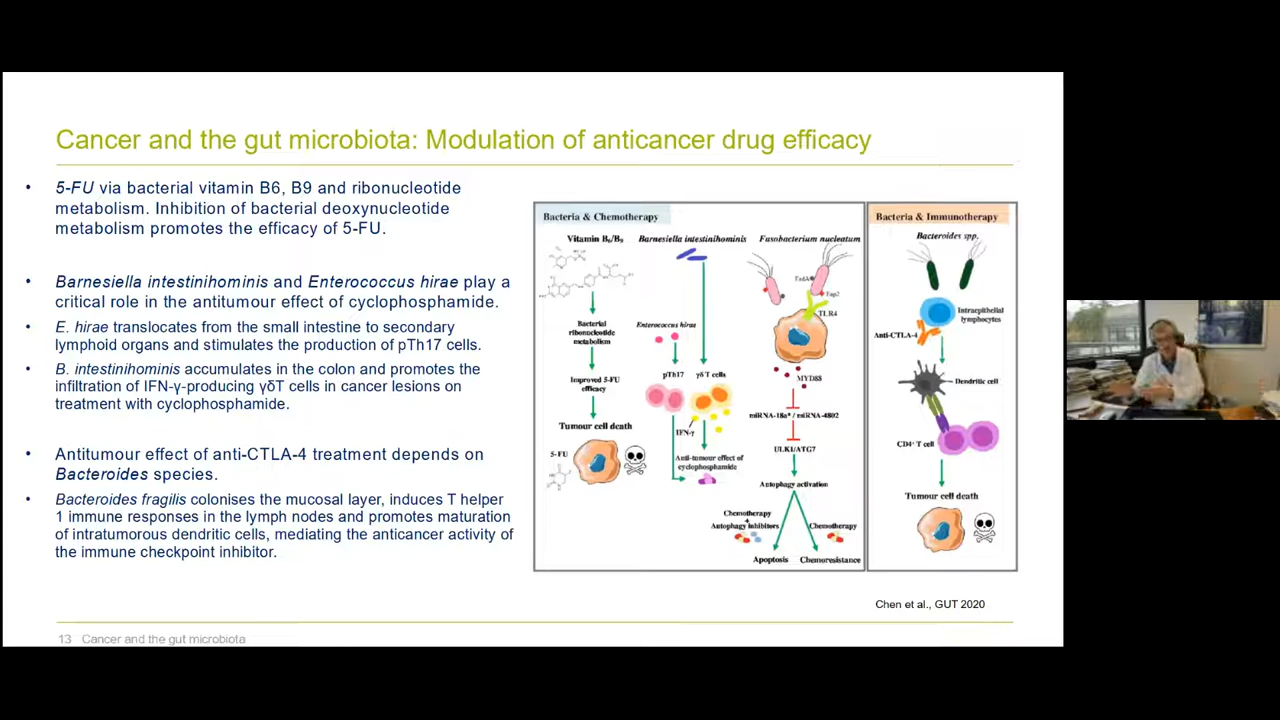 Cancer and the gut microbiota: Modulation of anticancer drug efficacy
• 5-FU via bacterial vitamin B6, B9 and ribonucleotide
metabolism. Inhibition of bacterial deoxynucleotide
metabolism promotes the efficacy of 5-FU.
• Barnesiella intestinihominis and Enterococcus hirae play a
critical role in the antitumour effect of cyclophosphamide.
• E. hirae translocates from the small intestine to secondary
lymphoid organs and stimulates the production of pTh17 cells.
• B. intestinihominis accumulates in the colon and promotes the
infiltration of IFN-γ-producing γδT cells in cancer lesions on
treatment with cyclophosphamide.
• Antitumour effect of anti-CTLA-4 treatment depends on
Bacteroides species.
• Bacteroides fragilis colonises the mucosal layer, induces T helper
1 immune responses in the lymph nodes and promotes maturation
of intratumorous dendritic cells, mediating the anticancer activity of
the immune checkpoint inhibitor.
Bacteria & Chemotherapy
Vitamin B₆/B₉
Bacterial
ribonucleotide
metabolism
Improved 5-FU
efficacy
Tumour cell death
5-FU
Barnesiella intestinihominis
Enterococcus hirae
pTh17
γδ T cells
IFN-γ
Anti-tumour effect of
cyclophosphamide
Fusobacterium nucleatum
FadA
Fap2
TLR4
MYD88
miRNA-18a* / miRNA-4802
ULK1/ATG7
Autophagy activation
Chemotherapy
+
Autophagy inhibitors
Chemotherapy
Apoptosis
Chemoresistance
Bacteria & Immunotherapy
Bacteroides spp.
Intraepithelial
lymphocytes
Anti-CTLA-4
Dendritic cell
CD4⁺ T cell
Tumour cell death
Chen et al., GUT 2020
13 Cancer and the gut microbiota